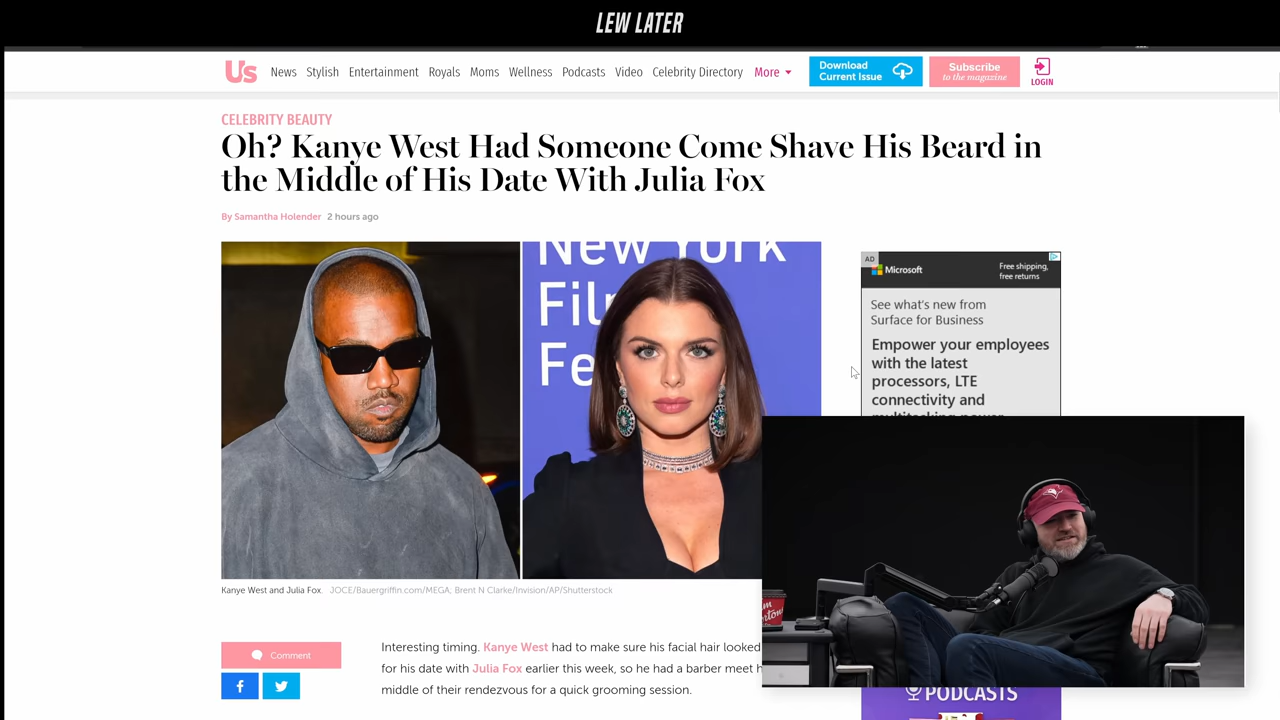 LEW LATER
Us News Stylish Entertainment Royals Moms Wellness Podcasts Video Celebrity Directory More
Download
Current Issue
Subscribe
to the magazine
LOGIN
CELEBRITY BEAUTY
Oh? Kanye West Had Someone Come Shave His Beard in
the Middle of His Date With Julia Fox
By Samantha Holender 2 hours ago
New York
Fil
Fe
AD
Microsoft
Free shipping,
free returns
See what's new from
Surface for Business
Empower your employees
with the latest
processors, LTE
connectivity and
multitasking power
Kanye West and Julia Fox. JOCE/Bauergriffin.com/MEGA; Brent N Clarke/Invision/AP/Shutterstock
Comment
Interesting timing. Kanye West had to make sure his facial hair looked
for his date with Julia Fox earlier this week, so he had a barber meet h
middle of their rendezvous for a quick grooming session.
PODCASTS